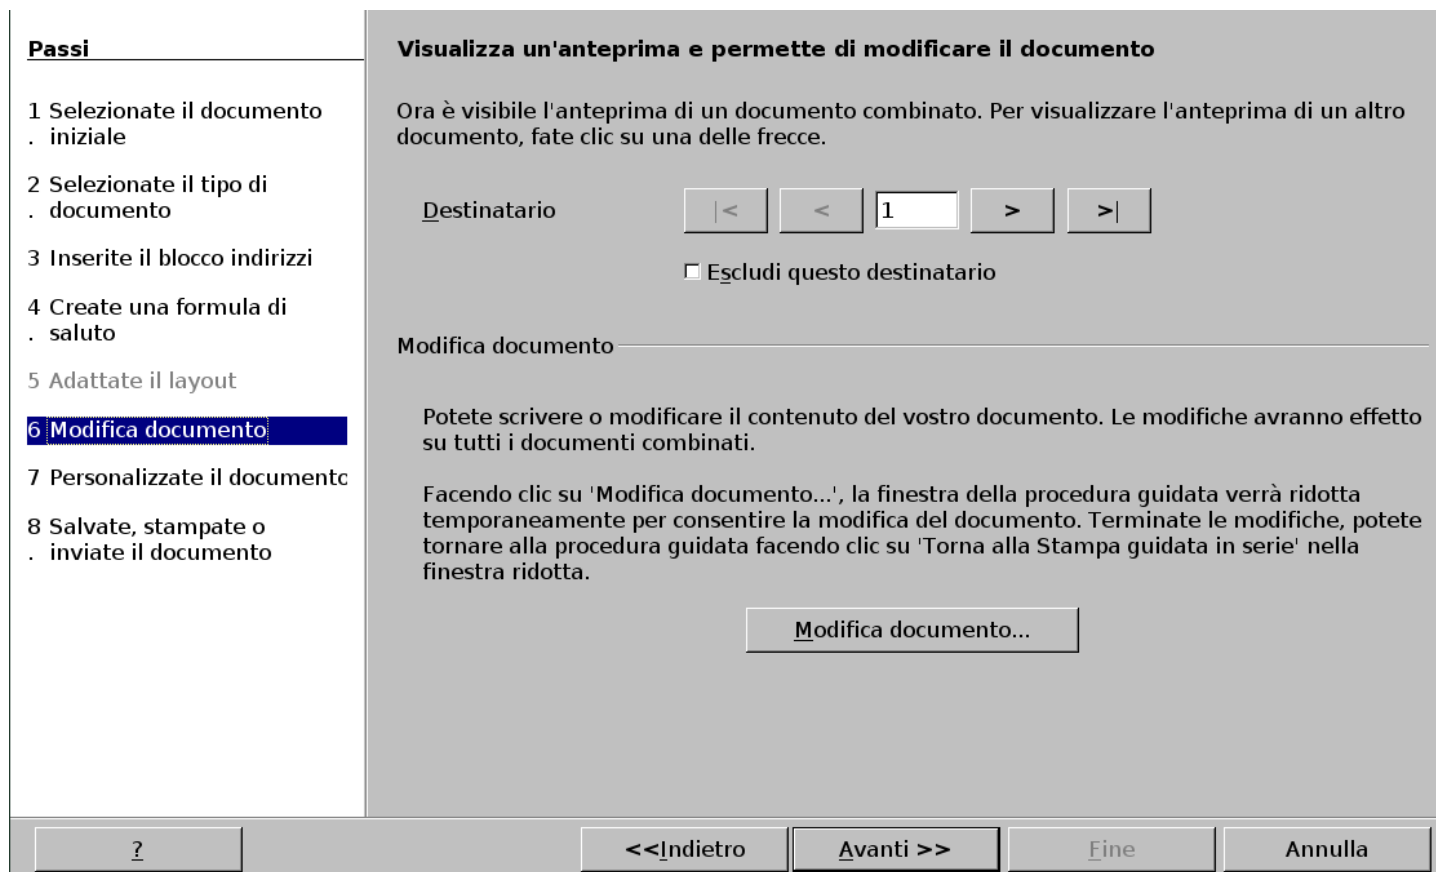 Passi
1 Selezionate il documento
. iniziale
2 Selezionate il tipo di
. documento
3 Inserite il blocco indirizzi
4 Create una formula di
. saluto
5 Adattate il layout
6 Modifica documento
7 Personalizzate il documento
8 Salvate, stampate o
. inviate il documento
Visualizza un'anteprima e permette di modificare il documento
Ora è visibile l'anteprima di un documento combinato. Per visualizzare l'anteprima di un altro
documento, fate clic su una delle frecce.
Destinatario |< < 1 > >|
Escludi questo destinatario
Modifica documento
Potete scrivere o modificare il contenuto del vostro documento. Le modifiche avranno effetto
su tutti i documenti combinati.
Facendo clic su 'Modifica documento...', la finestra della procedura guidata verrà ridotta
temporaneamente per consentire la modifica del documento. Terminate le modifiche, potete
tornare alla procedura guidata facendo clic su 'Torna alla Stampa guidata in serie' nella
finestra ridotta.
Modifica documento...
? <<Indietro Avanti >> Fine Annulla